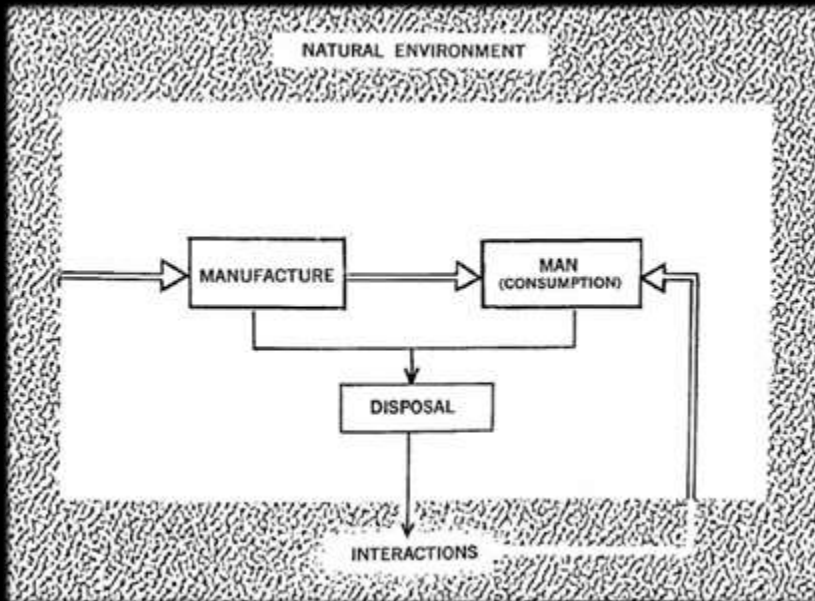 NATURAL ENVIRONMENT
MANUFACTURE
MAN
(CONSUMPTION)
DISPOSAL
INTERACTIONS